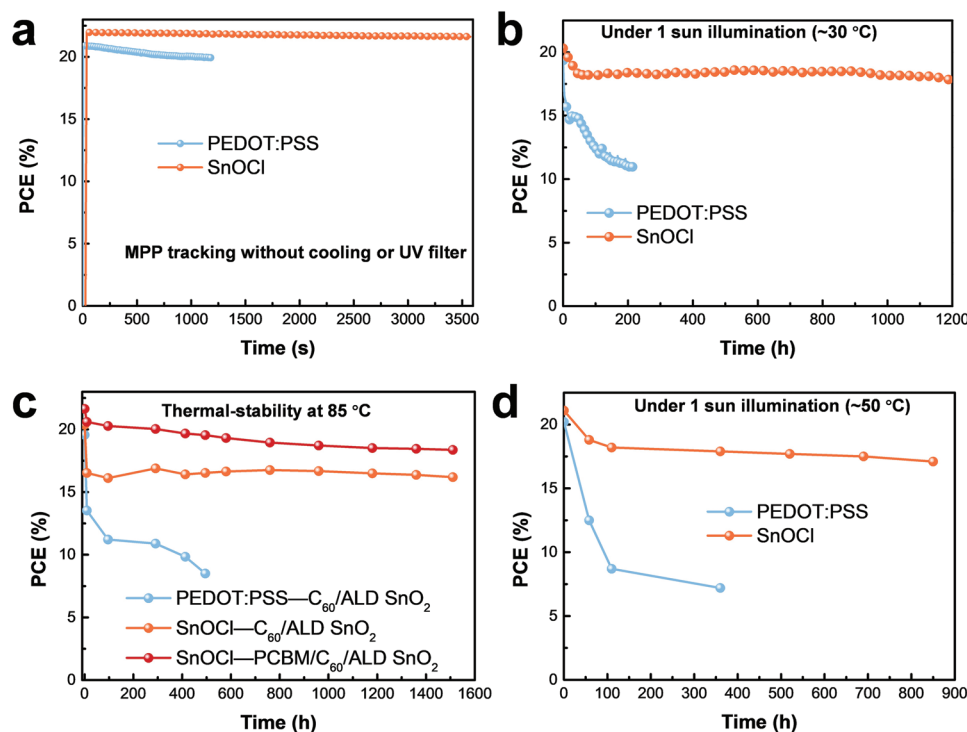 a
PCE (%)
20
15
10
5
0
PEDOT:PSS
SnOCl
MPP tracking without cooling or UV filter
0 500 1000 1500 2000 2500 3000 3500
Time (s)
b
Under 1 sun illumination (~30 °C)
PCE (%)
20
15
10
5
0
PEDOT:PSS
SnOCl
0 200 400 600 800 1000 1200
Time (h)
c
Thermal-stability at 85 °C
PCE (%)
20
15
10
5
0
PEDOT:PSS—C₆₀/ALD SnO₂
SnOCl—C₆₀/ALD SnO₂
SnOCl—PCBM/C₆₀/ALD SnO₂
0 200 400 600 800 1000 1200 1400 1600
Time (h)
d
Under 1 sun illumination (~50 °C)
PCE (%)
20
15
10
5
0
PEDOT:PSS
SnOCl
0 100 200 300 400 500 600 700 800 900
Time (h)